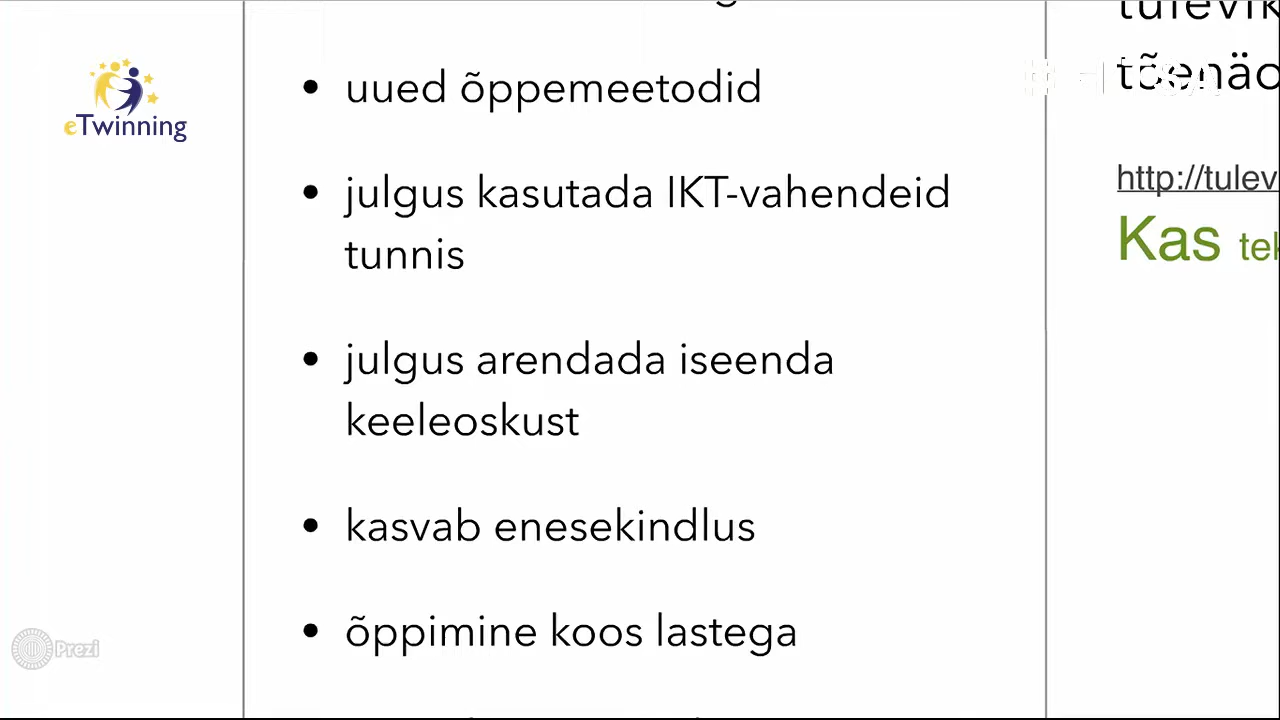 eTwinning
• uued õppemeetodid
• julgus kasutada IKT-vahendeid
tunnis
• julgus arendada iseenda
keeleoskust
• kasvab enesekindlus
• õppimine koos lastega
http://tulev
Kas
Prezi